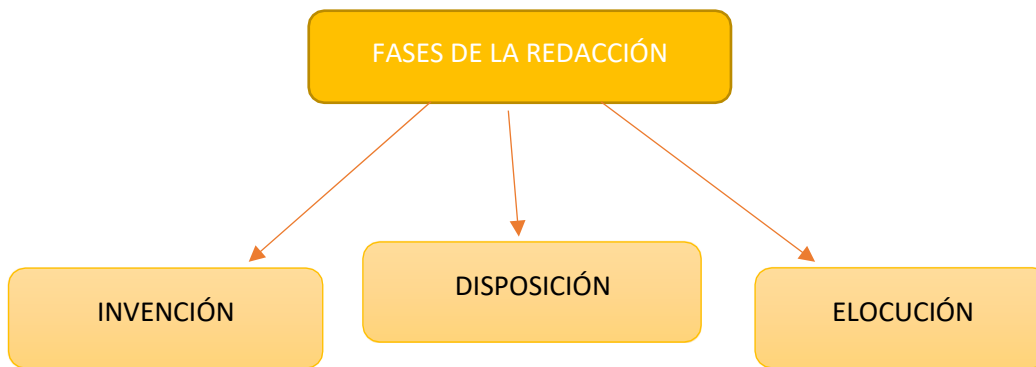 FASES DE LA REDACCIÓN
INVENCIÓN
DISPOSICIÓN
ELOCUCIÓN